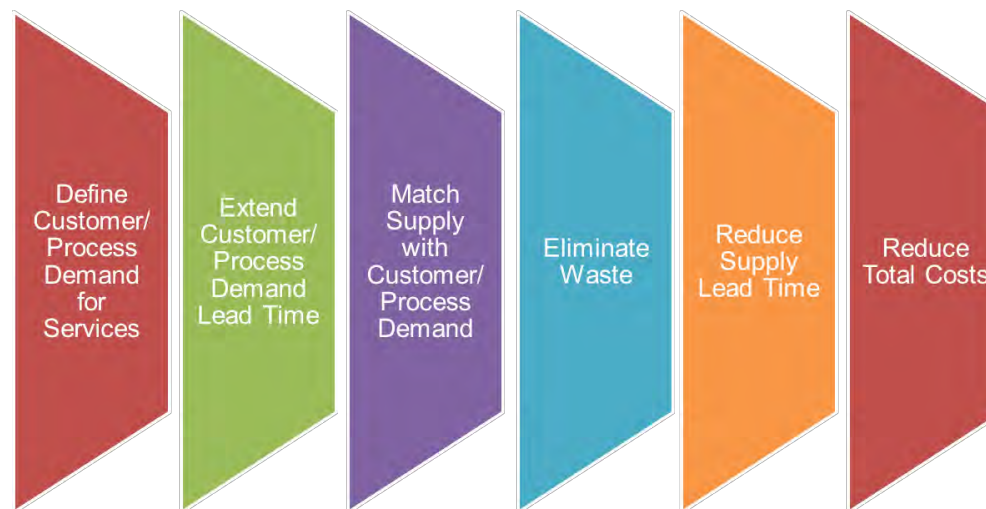 Define
Customer/
Process
Demand
for
Services
Extend
Customer/
Process
Demand
Lead Time
Match
Supply
with
Customer/
Process
Demand
Eliminate
Waste
Reduce
Supply
Lead Time
Reduce
Total Costs